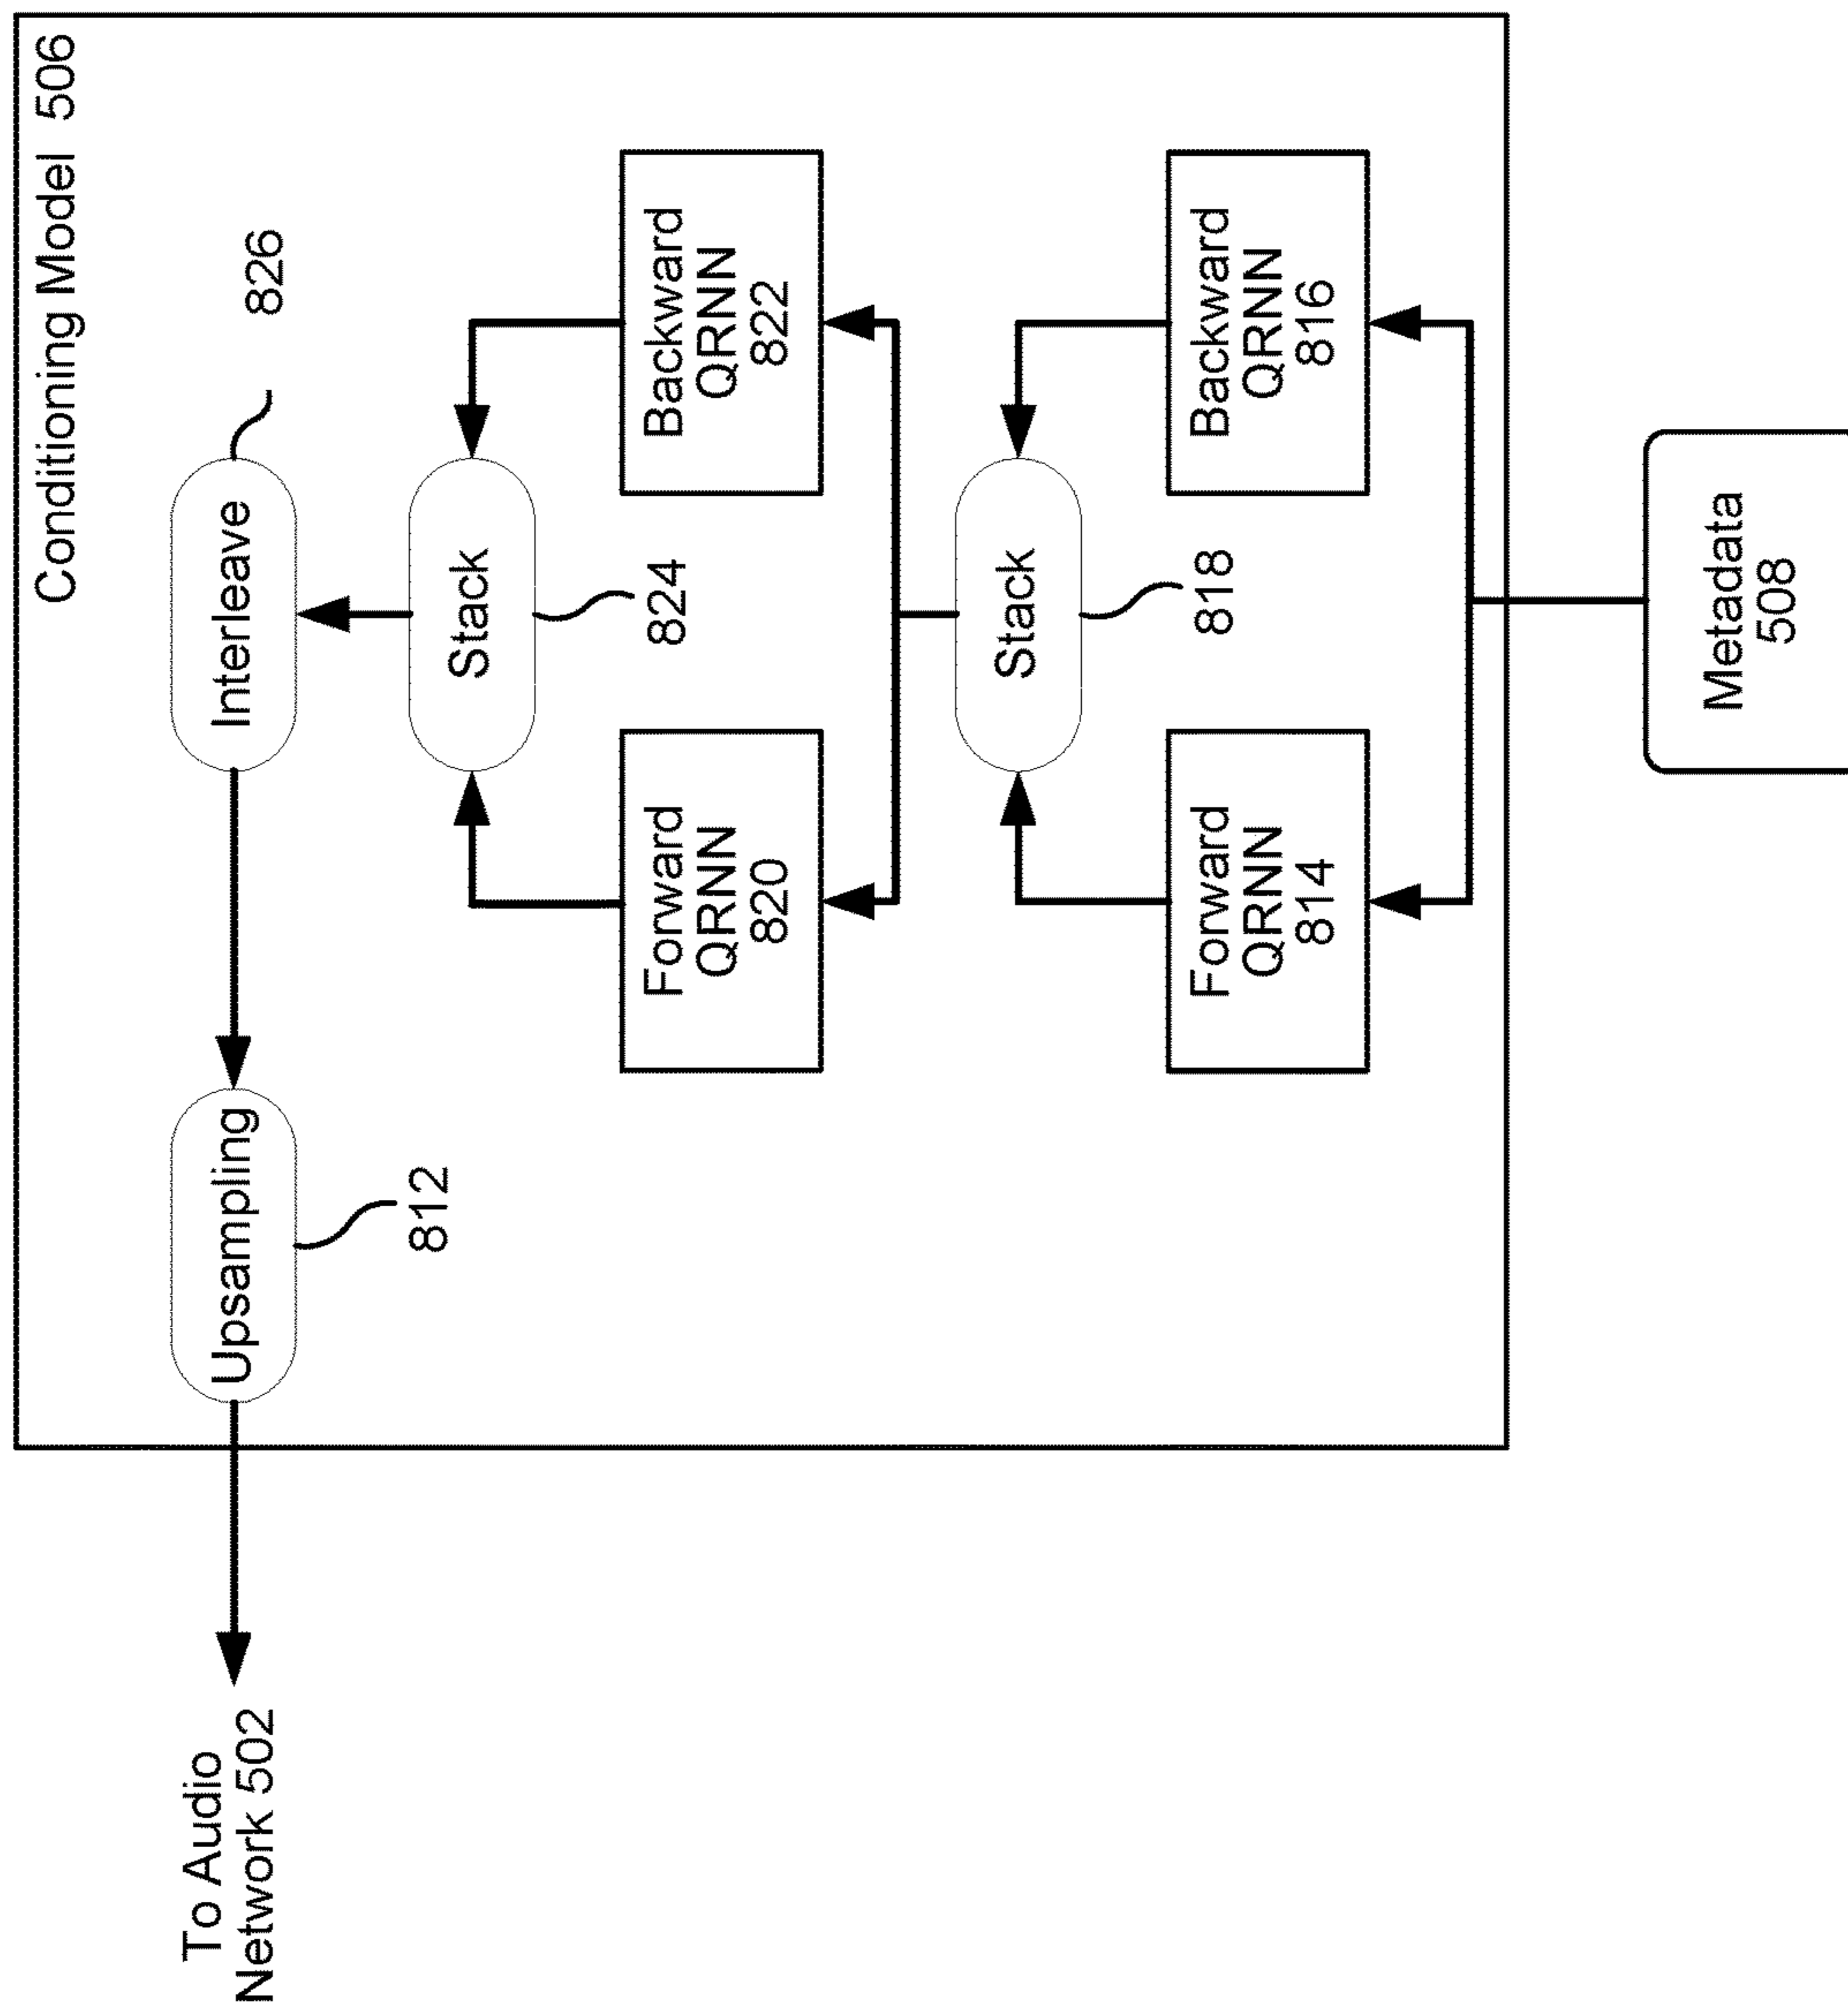 Conditioning Model 506
826
Interleave
Upsampling
812
To Audio
Network 502
Stack
824
Backward
QRNN
822
Forward
QRNN
820
Stack
818
Backward
QRNN
816
Forward
QRNN
814
Metadata
508